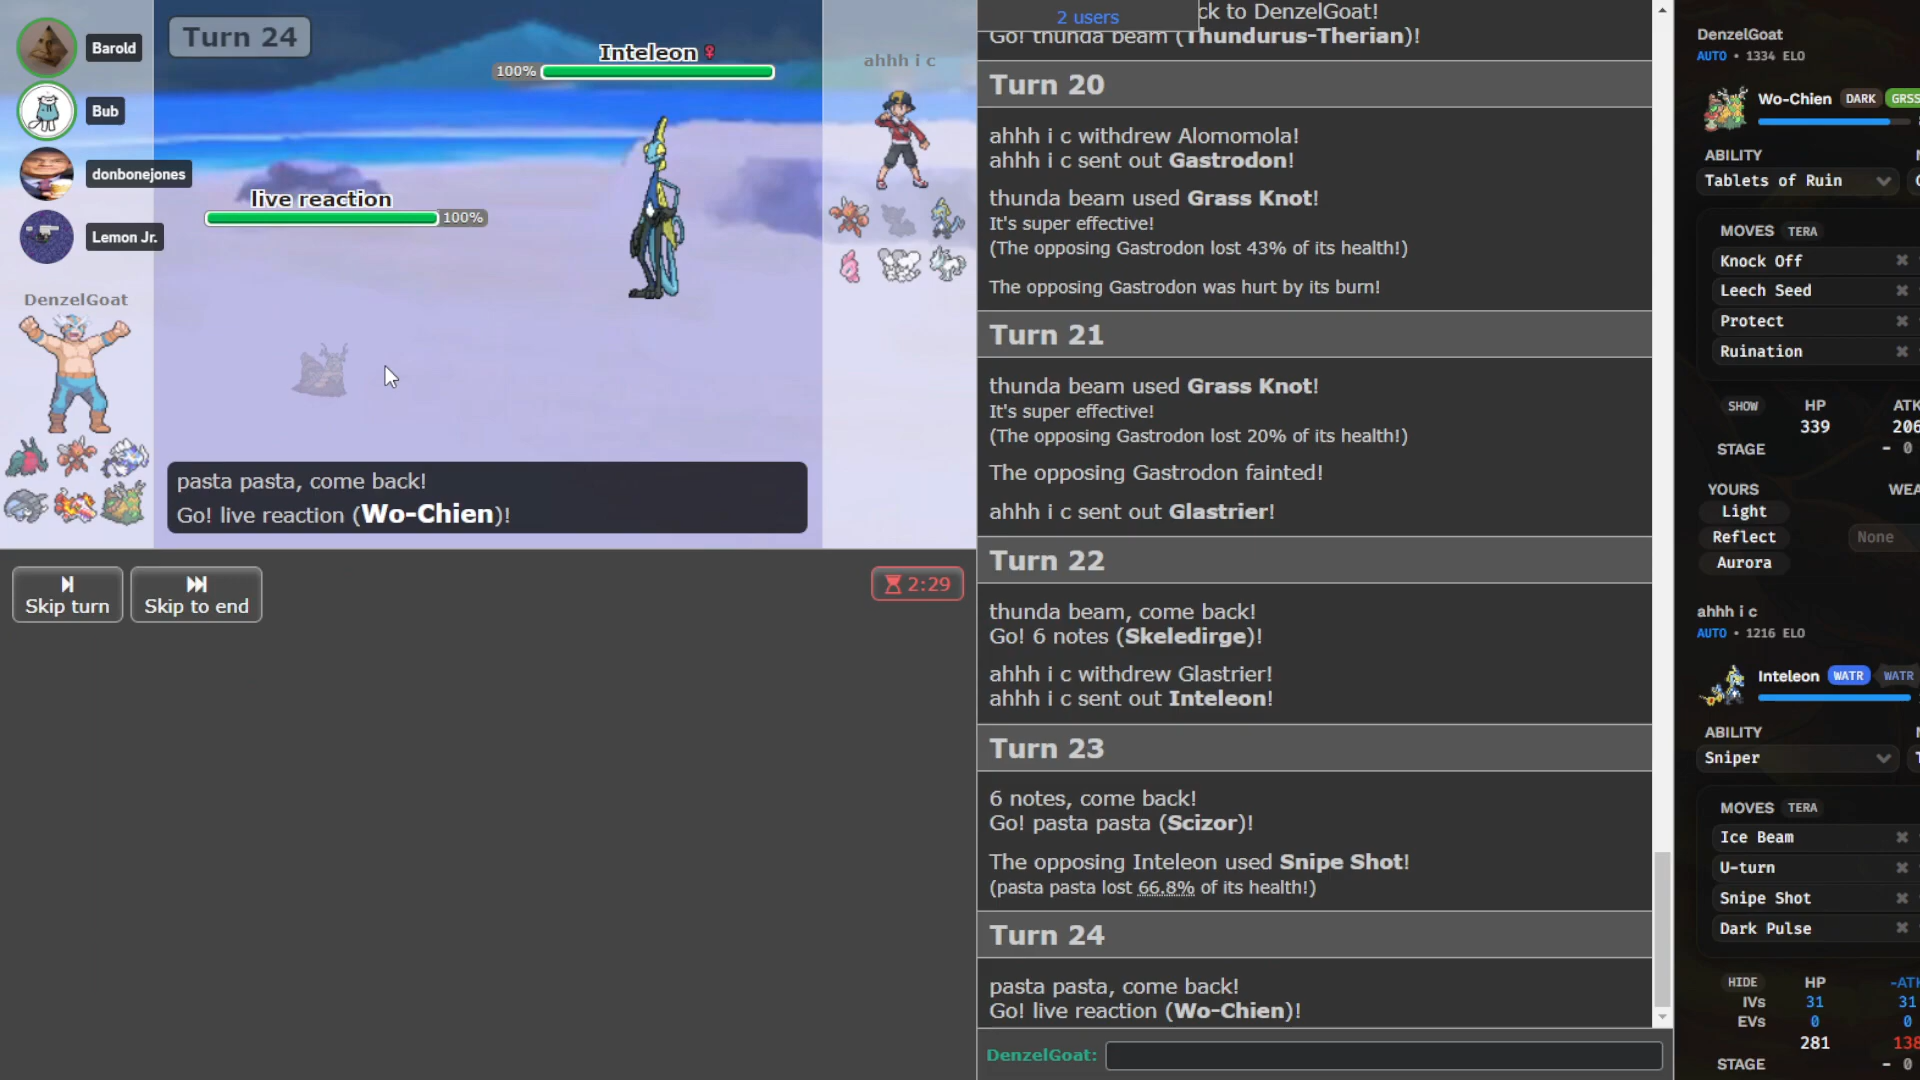 Barold
Bub
donbonejones
Lemon Jr.
DenzelGoat
Turn 24
Inteleon
100%
live reaction
100%
ahhh i c
pasta pasta, come back!
Go! live reaction (Wo-Chien)!
Skip turn
Skip to end
2:29
2 users
ck to DenzelGoat!
Go! thunda beam (Thundurus-Therian)!
Turn 20
ahhh i c withdrew Alomomola!
ahhh i c sent out Gastrodon!
thunda beam used Grass Knot!
It's super effective!
(The opposing Gastrodon lost 43% of its health!)
The opposing Gastrodon was hurt by its burn!
Turn 21
thunda beam used Grass Knot!
It's super effective!
(The opposing Gastrodon lost 20% of its health!)
The opposing Gastrodon fainted!
ahhh i c sent out Glastrier!
Turn 22
thunda beam, come back!
Go! 6 notes (Skeledirge)!
ahhh i c withdrew Glastrier!
ahhh i c sent out Inteleon!
Turn 23
6 notes, come back!
Go! pasta pasta (Scizor)!
The opposing Inteleon used Snipe Shot!
(pasta pasta lost 66.8% of its health!)
Turn 24
pasta pasta, come back!
Go! live reaction (Wo-Chien)!
DenzelGoat:
DenzelGoat
AUTO • 1334 ELO
Wo-Chien DARK GRSS
ABILITY
Tablets of Ruin
MOVES TERA
Knock Off
Leech Seed
Protect
Ruination
SHOW HP ATK
339 206
STAGE - 0
YOURS WEA
Light
Reflect None
Aurora
ahhh i c
AUTO • 1216 ELO
Inteleon WATR WATR
ABILITY
Sniper
MOVES TERA
Ice Beam
U-turn
Snipe Shot
Dark Pulse
HIDE HP -ATK
IVs 31 31
EVs 0 0
281 138
STAGE - 0